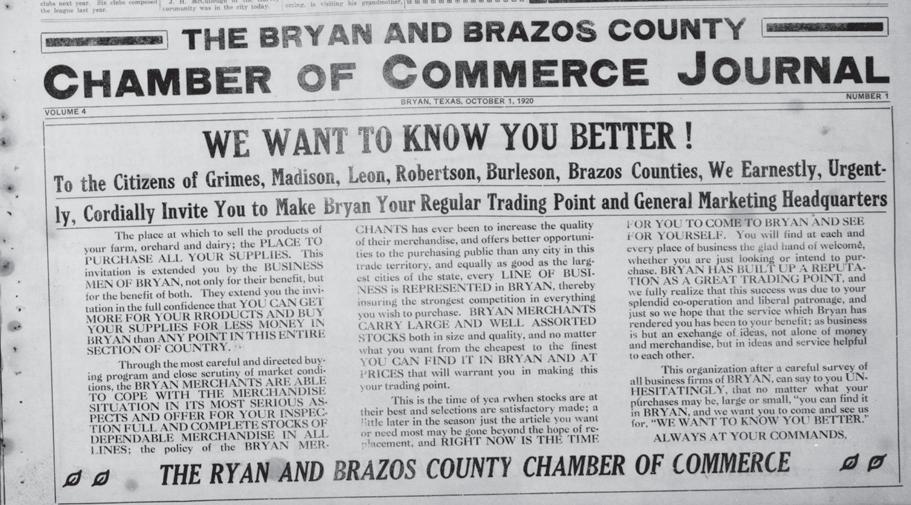 clubs next year. His clubs composed
the league last year.
community was in the city today.
ering, is visiting his grandmother,
THE BRYAN AND BRAZOS COUNTY
CHAMBER OF COMMERCE JOURNAL
BRYAN, TEXAS, OCTOBER 1, 1920
VOLUME 4
NUMBER 1
WE WANT TO KNOW YOU BETTER!
To the Citizens of Grimes, Madison, Leon, Robertson, Burleson, Brazos Counties, We Earnestly, Urgent-
ly, Cordially Invite You to Make Bryan Your Regular Trading Point and General Marketing Headquarters
The place at which to sell the products of
your farm, orchard and dairy; the PLACE TO
PURCHASE ALL YOUR SUPPLIES. This
invitation is extended you by the BUSINESS
MEN OF BRYAN, not only for their benefit, but
for the benefit of both. They extend you the invi-
tation in the full confidence that YOU CAN GET
MORE FOR YOUR RRODUCTS AND BUY
YOUR SUPPLIES FOR LESS MONEY IN
BRYAN than ANY POINT IN THIS ENTIRE
SECTION OF COUNTRY.
Through the most careful and directed buy-
ing program and close scrutiny of market condi-
tions, the BRYAN MERCHANTS ARE ABLE
TO COPE WITH THE MERCHANDISE
SITUATION IN ITS MOST SERIOUS AS-
PECTS AND OFFER FOR YOUR INSPEC-
TION FULL AND COMPLETE STOCKS OF
DEPENDABLE MERCHANDISE IN ALL
LINES; the policy of the BRYAN MER-
CHANTS has ever been to increase the quality
of their merchandise, and offers better opportuni-
ties to the purchasing public than any city in this
trade territory, and equally as good as the larg-
est cities of the state, every LINE OF BUSI-
NESS is REPRESENTED in BRYAN, thereby
insuring the strongest competition in everything
you wish to purchase. BRYAN MERCHANTS
CARRY LARGE AND WELL ASSORTED
STOCKS both in size and quality, and no matter
what you want from the cheapest to the finest
YOU CAN FIND IT IN BRYAN AND AT
PRICES that will warrant you in making this
your trading point.
This is the time of yea rwhen stocks are at
their best and selections are satisfactory made; a
little later in the season just the article you want
or need most may be gone beyond the hope of re-
placement, and RIGHT NOW IS THE TIME
FOR YOU TO COME TO BRYAN AND SEE
FOR YOURSELF. You will find at each and
every place of business the glad hand of welcome,
whether you are just looking or intend to pur-
chase. BRYAN HAS BUILT UP A REPUTA-
TION AS A GREAT TRADING POINT, and
we fully realize that this success was due to your
splendid co-operation and liberal patronage, and
just so we hope that the service which Bryan has
rendered you has been to your benefit; as business
is but an exchange of ideas, not alone of money
and merchandise, but in ideas and service helpful
to each other.
This organization after a careful survey of
all business firms of BRYAN, can say to you UN-
HESITATINGLY, that no matter what your
purchases may be, large or small, "you can find it
in BRYAN, and we want you to come and see us
for, "WE WANT TO KNOW YOU BETTER."
ALWAYS AT YOUR COMMANDS,
THE RYAN AND BRAZOS COUNTY CHAMBER OF COMMERCE